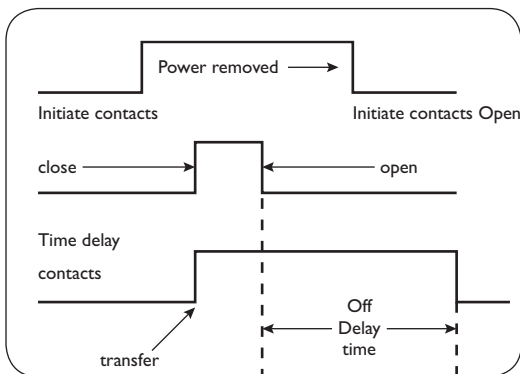 Power removed
Initiate contacts
Initiate contacts Open
close
open
Time delay
contacts
Off
Delay
time
transfer